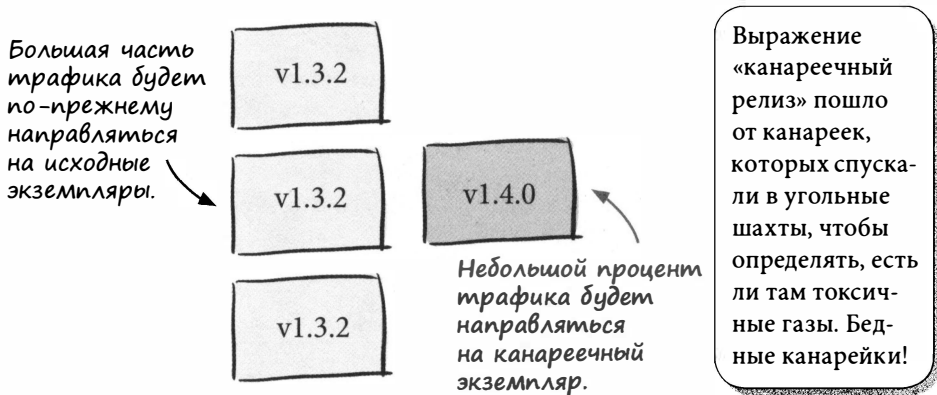 Большая часть
трафика будет
по-прежнему
направляться
на исходные
экземпляры.
v1.3.2
v1.3.2
v1.3.2
v1.4.0
Небольшой процент
трафика будет
направляться
на канареечный
экземпляр.
Выражение
«канареечный
релиз» пошло
от канареек,
которых спуска-
ли в угольные
шахты, чтобы
определять, есть
ли там токсич-
ные газы. Бед-
ные канарейки!